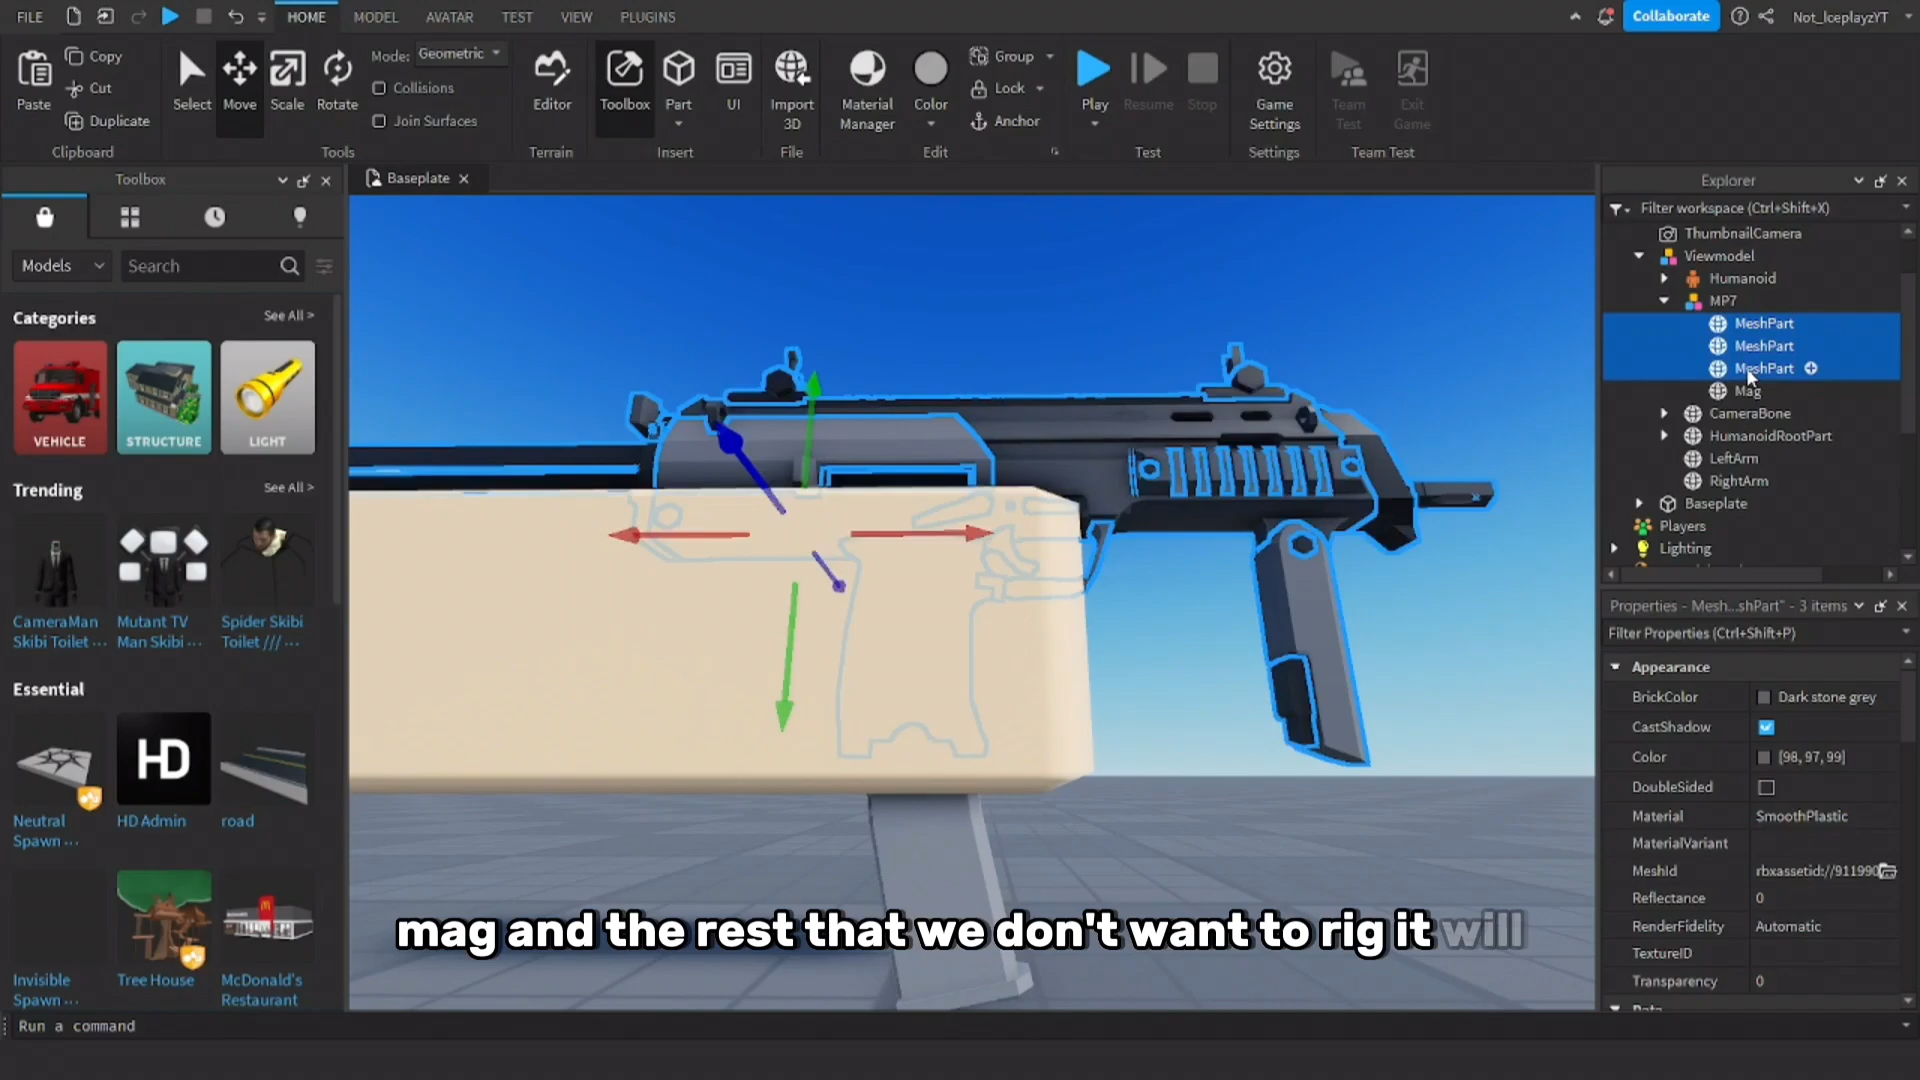 FILE
HOME
MODEL
AVATAR
TEST
VIEW
PLUGINS
Collaborate
Not_IceplayzYT
Paste
Copy
Cut
Duplicate
Clipboard
Select
Move
Scale
Rotate
Mode: Geometric
Collisions
Join Surfaces
Tools
Editor
Terrain
Toolbox
Part
UI
Insert
Import
3D
File
Material
Manager
Color
Group
Lock
Anchor
Edit
Play
Resume
Stop
Test
Game
Settings
Settings
Team
Test
Exit
Game
Team Test
Toolbox
Models
Search
Categories
See All >
VEHICLE
STRUCTURE
LIGHT
Trending
See All >
CameraMan
Skibi Toilet ···
Mutant TV
Man Skibi ···
Spider Skibi
Toilet /// ···
Essential
See All >
HD
Neutral
Spawn ···
HD Admin
road
Invisible
Spawn ···
Tree House
McDonald's
Restaurant
Baseplate
mag and the rest that we don't want to rig it will
Explorer
Filter workspace (Ctrl+Shift+X)
ThumbnailCamera
Viewmodel
Humanoid
MP7
MeshPart
MeshPart
MeshPart
Mag
CameraBone
HumanoidRootPart
LeftArm
RightArm
Baseplate
Players
Lighting
Properties - Mesh...shPart" - 3 items
Filter Properties (Ctrl+Shift+P)
Appearance
BrickColor Dark stone grey
CastShadow
Color [98, 97, 99]
DoubleSided
Material SmoothPlastic
MaterialVariant
MeshId rbxassetid://911990
Reflectance 0
RenderFidelity Automatic
TextureID
Transparency 0
Run a command